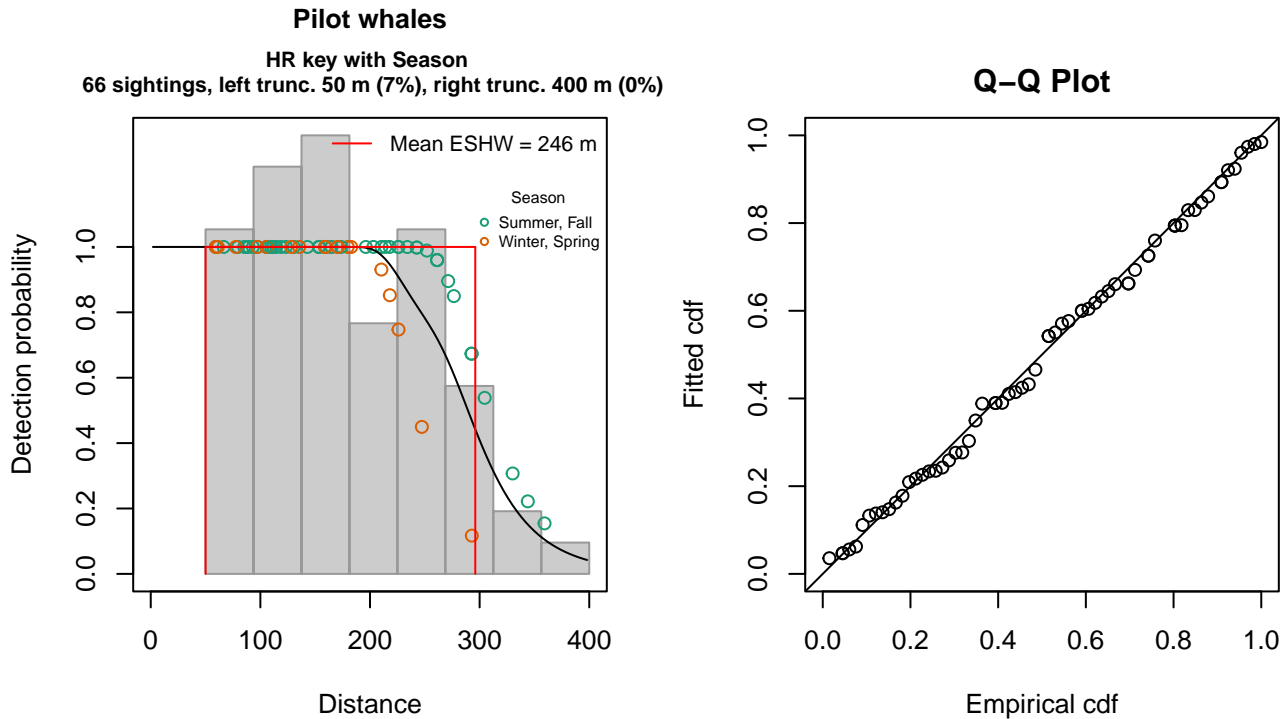 Pilot whales
HR key with Season
66 sightings, left trunc. 50 m (7%), right trunc. 400 m (0%)
Mean ESHW = 246 m
Season
Summer, Fall
Winter, Spring
Detection probability
0.0
0.2
0.4
0.6
0.8
1.0
0
100
200
300
400
Distance
Q−Q Plot
Fitted cdf
0.0
0.2
0.4
0.6
0.8
1.0
0.0
0.2
0.4
0.6
0.8
1.0
Empirical cdf